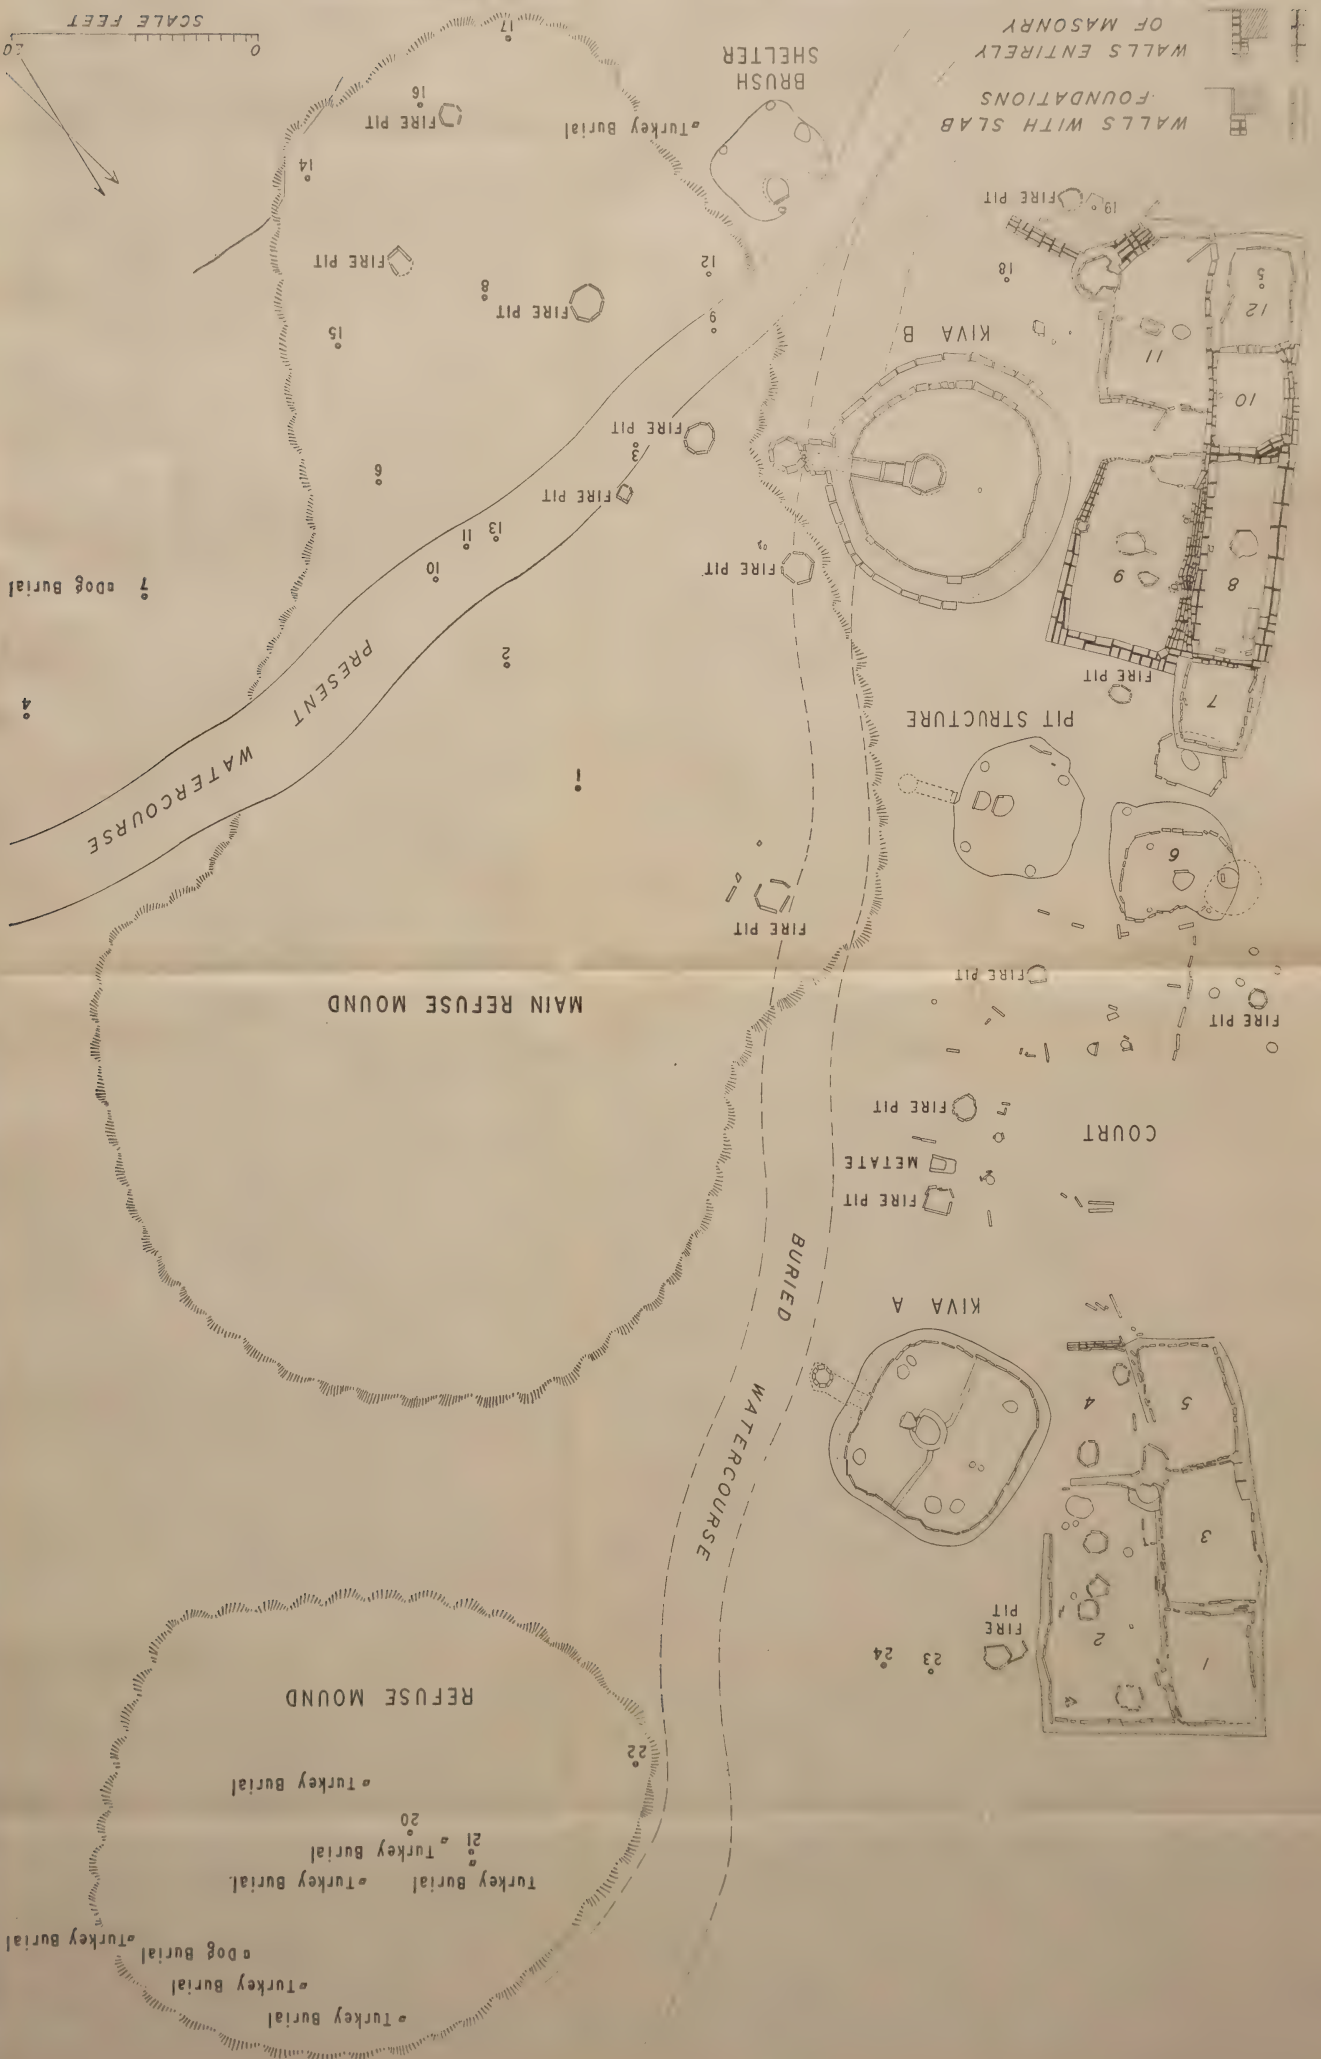 Turkey Burial
Turkey Burial
Dog Burial
Turkey Burial
Turkey Burial
Turkey Burial.
21
Turkey Burial
20
Turkey Burial
22
REFUSE MOUND
1
2
FIRE
PIT
23
24
3
4
5
BURIED WATERCOURSE
KIVA A
FIRE PIT
METATE
FIRE PIT
COURT
FIRE PIT
FIRE PIT
MAIN REFUSE MOUND
FIRE PIT
6
PRESENT WATERCOURSE
1
PIT STRUCTURE
7
4
FIRE PIT
2
8
9
FIRE PIT
10
11
13
7
Dog Burial
FIRE PIT
6
3
FIRE PIT
10
11
KIVA B
9
15
FIRE PIT
8
12
5
18
12
FIRE PIT
19
FIRE PIT
14
WALLS WITH SLAB
FOUNDATIONS
Turkey Burial
FIRE PIT
16
BRUSH
SHELTER
WALLS ENTIRELY
OF MASONRY
17
0
20
SCALE FEET